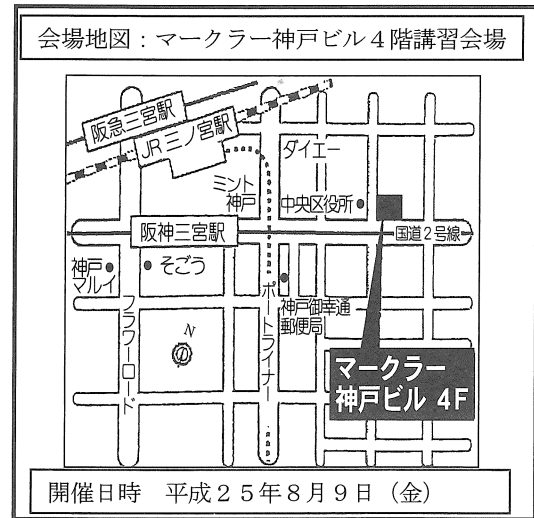 会場地図：マークラー神戸ビル４階講習会場
阪急三宮駅
JR三ノ宮駅
ダイエー
ミント
神戸
中央区役所
阪神三宮駅
国道２号線
神戸
マルイ
そごう
神戸御幸通
郵便局
フラワーロード
ポートライナー
N
マークラー
神戸ビル 4F
開催日時　平成２５年８月９日（金）